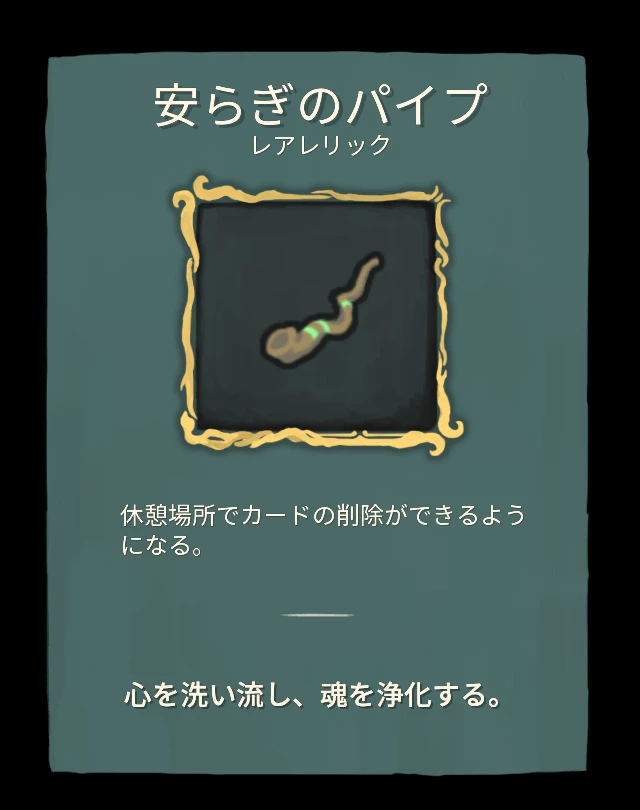 安らぎのパイプ
レアレリック
休憩場所でカードの削除ができるよう
になる。
心を洗い流し、魂を浄化する。